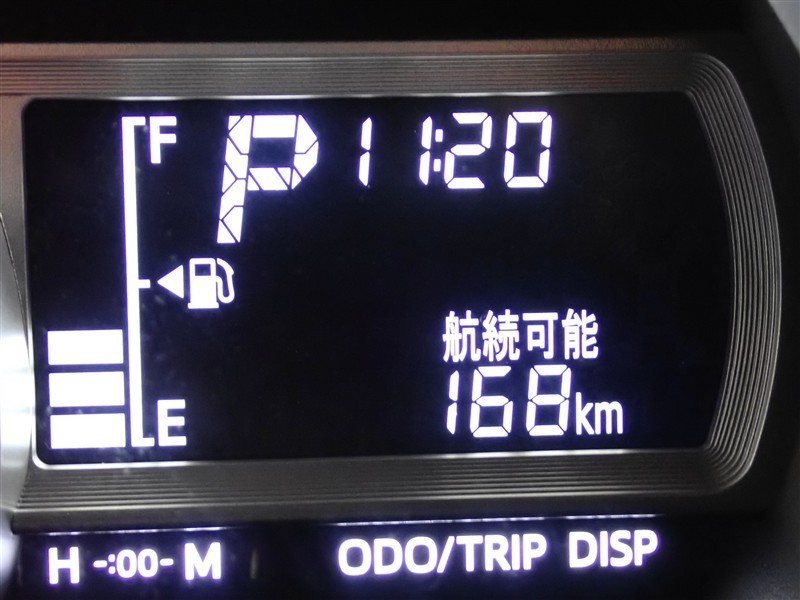 F P 11:20
航続可能
168km
E
H -:00- M ODO/TRIP DISP